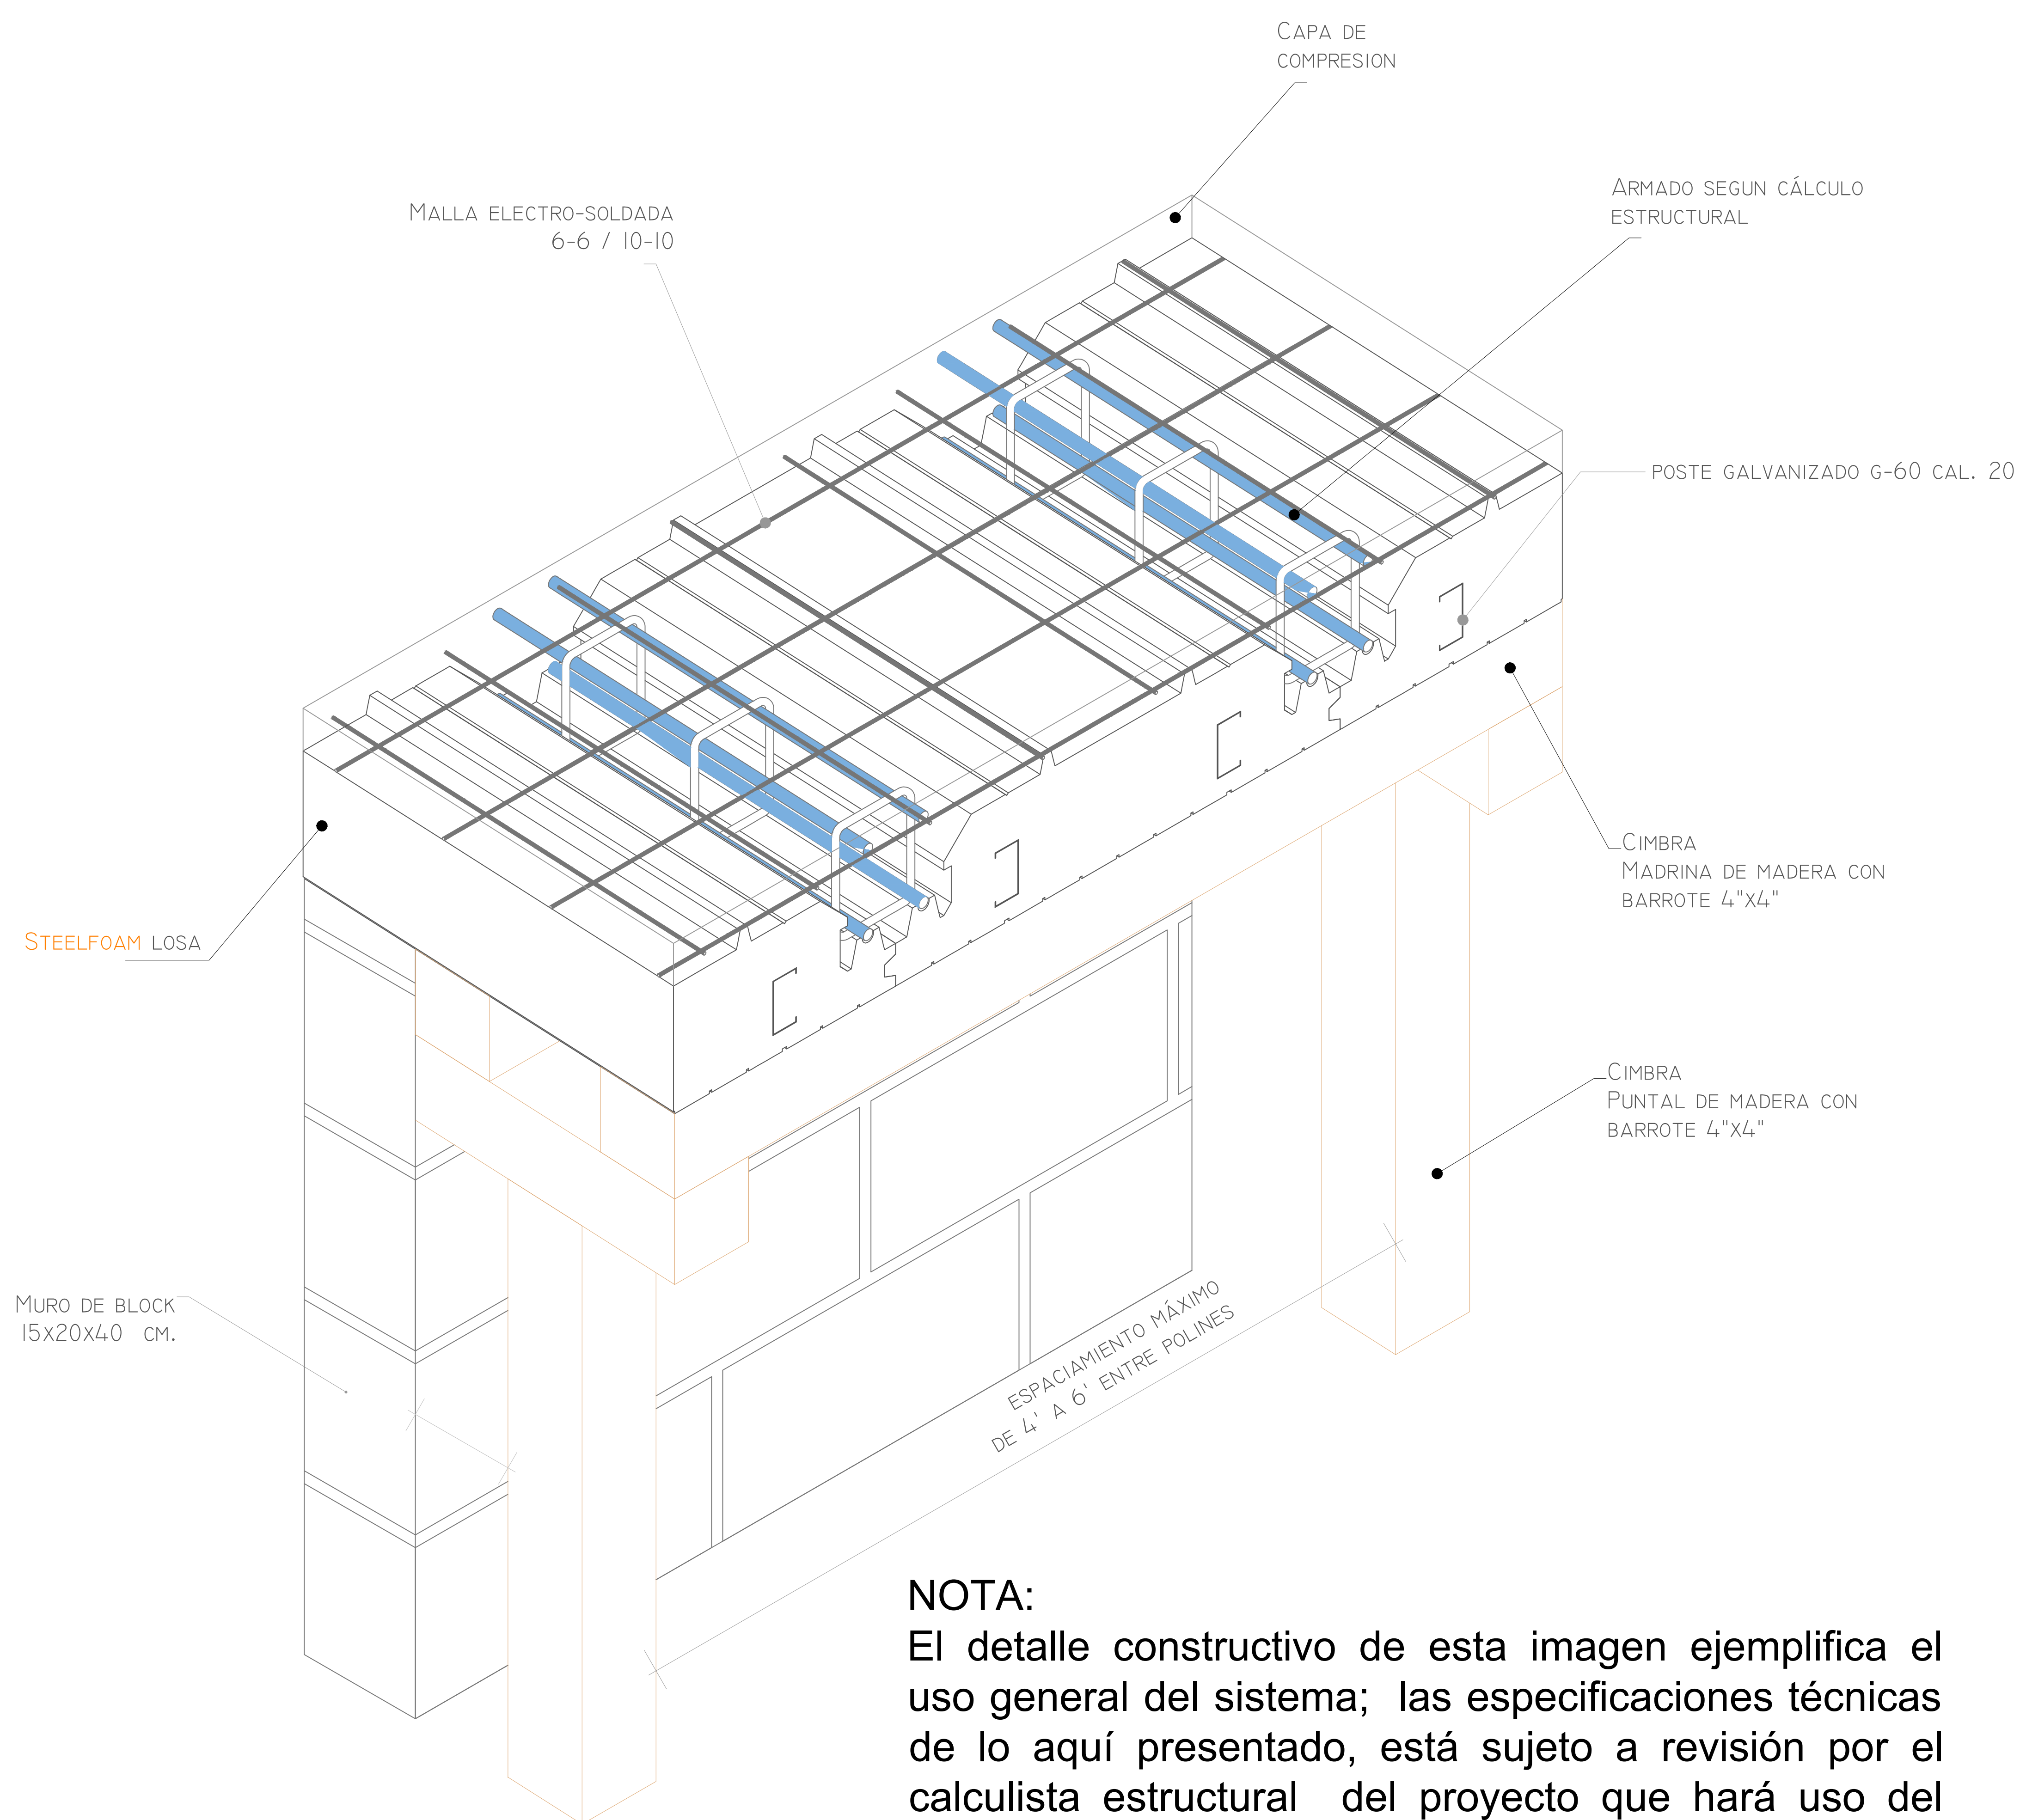 CAPA DE
COMPRESION
ARMADO SEGUN CÁLCULO
ESTRUCTURAL
MALLA ELECTRO-SOLDADA
6-6 / 10-10
POSTE GALVANIZADO G-60 CAL. 20
CIMBRA
MADRINA DE MADERA CON
BARROTE 4"X4"
STEELFOAM LOSA
CIMBRA
PUNTAL DE MADERA CON
BARROTE 4"X4"
MURO DE BLOCK
15X20X40 CM.
ESPACIAMIENTO MÁXIMO
DE 4' A 6' ENTRE POLINES
NOTA:
El detalle constructivo de esta imagen ejemplifica el
uso general del sistema; las especificaciones técnicas
de lo aquí presentado, está sujeto a revisión por el
calculista estructural del proyecto que hará uso del